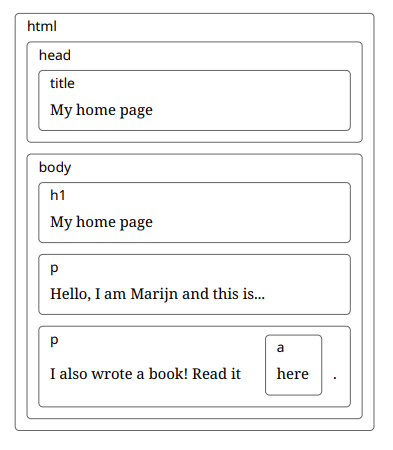 html
head
title
My home page
body
h1
My home page
p
Hello, I am Marijn and this is...
p
a
I also wrote a book! Read it here .